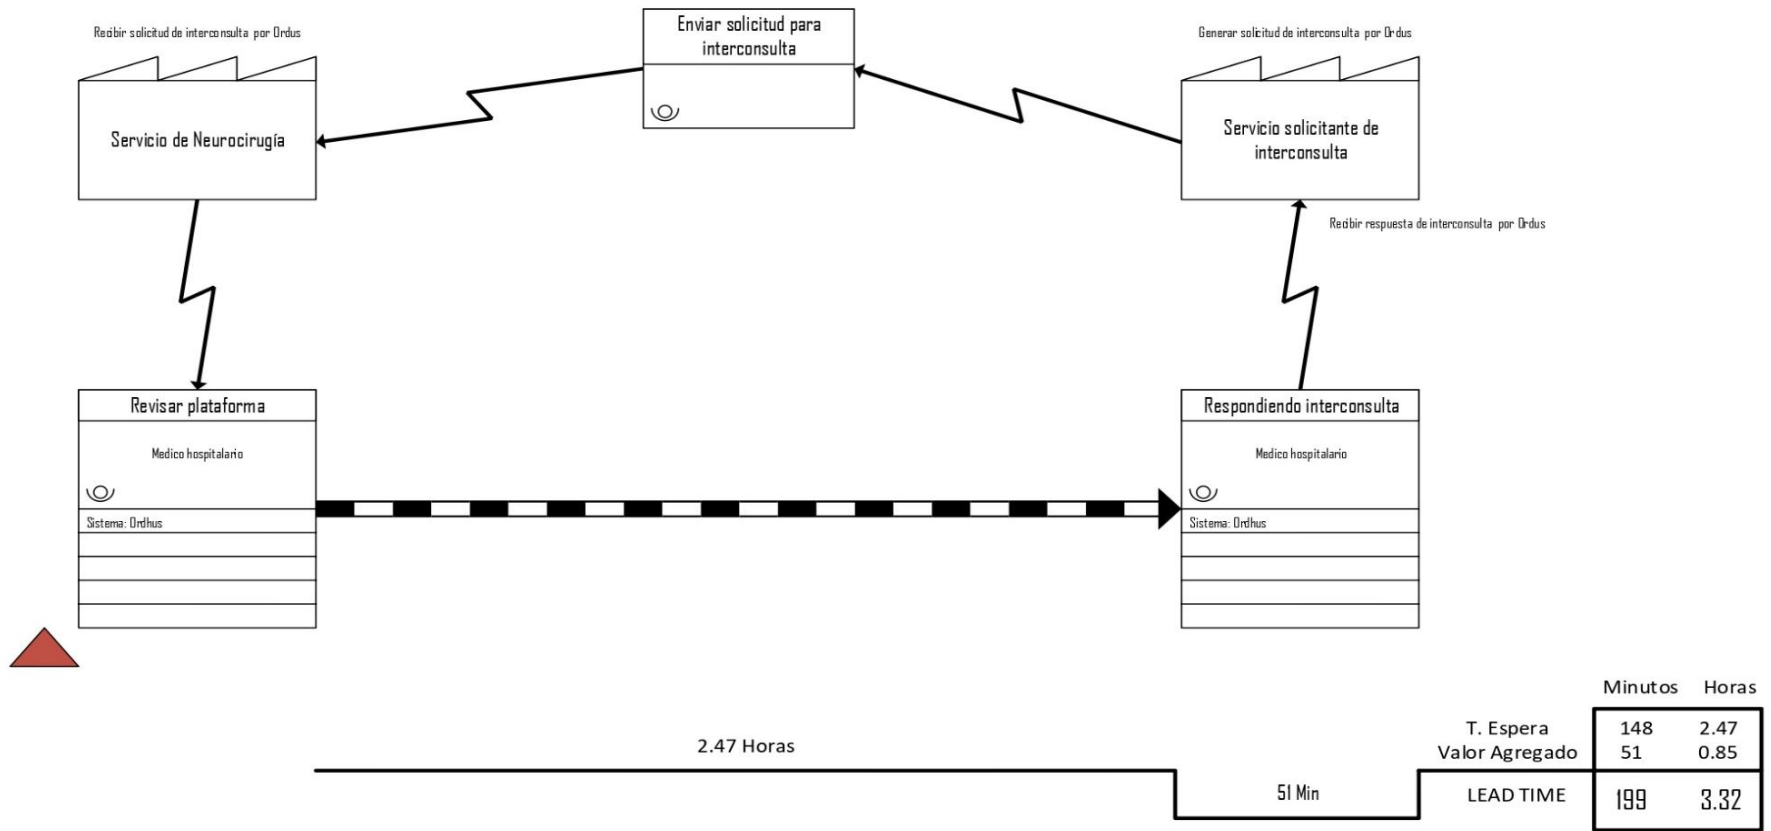 Recibir solicitud de interconsulta por Ordus
Enviar solicitud para
interconsulta
Generar solicitud de interconsulta por Ordus
Servicio de Neurocirugía
Servicio solicitante de
interconsulta
Recibir respuesta de interconsulta por Ordus
Revisar plataforma
Medico hospitalario
Sistema: Ordhus
Respondiendo interconsulta
Medico hospitalario
Sistema: Ordhus
Minutos Horas
T. Espera 148 2.47
Valor Agregado 51 0.85
LEAD TIME 199 3.32
2.47 Horas
51 Min